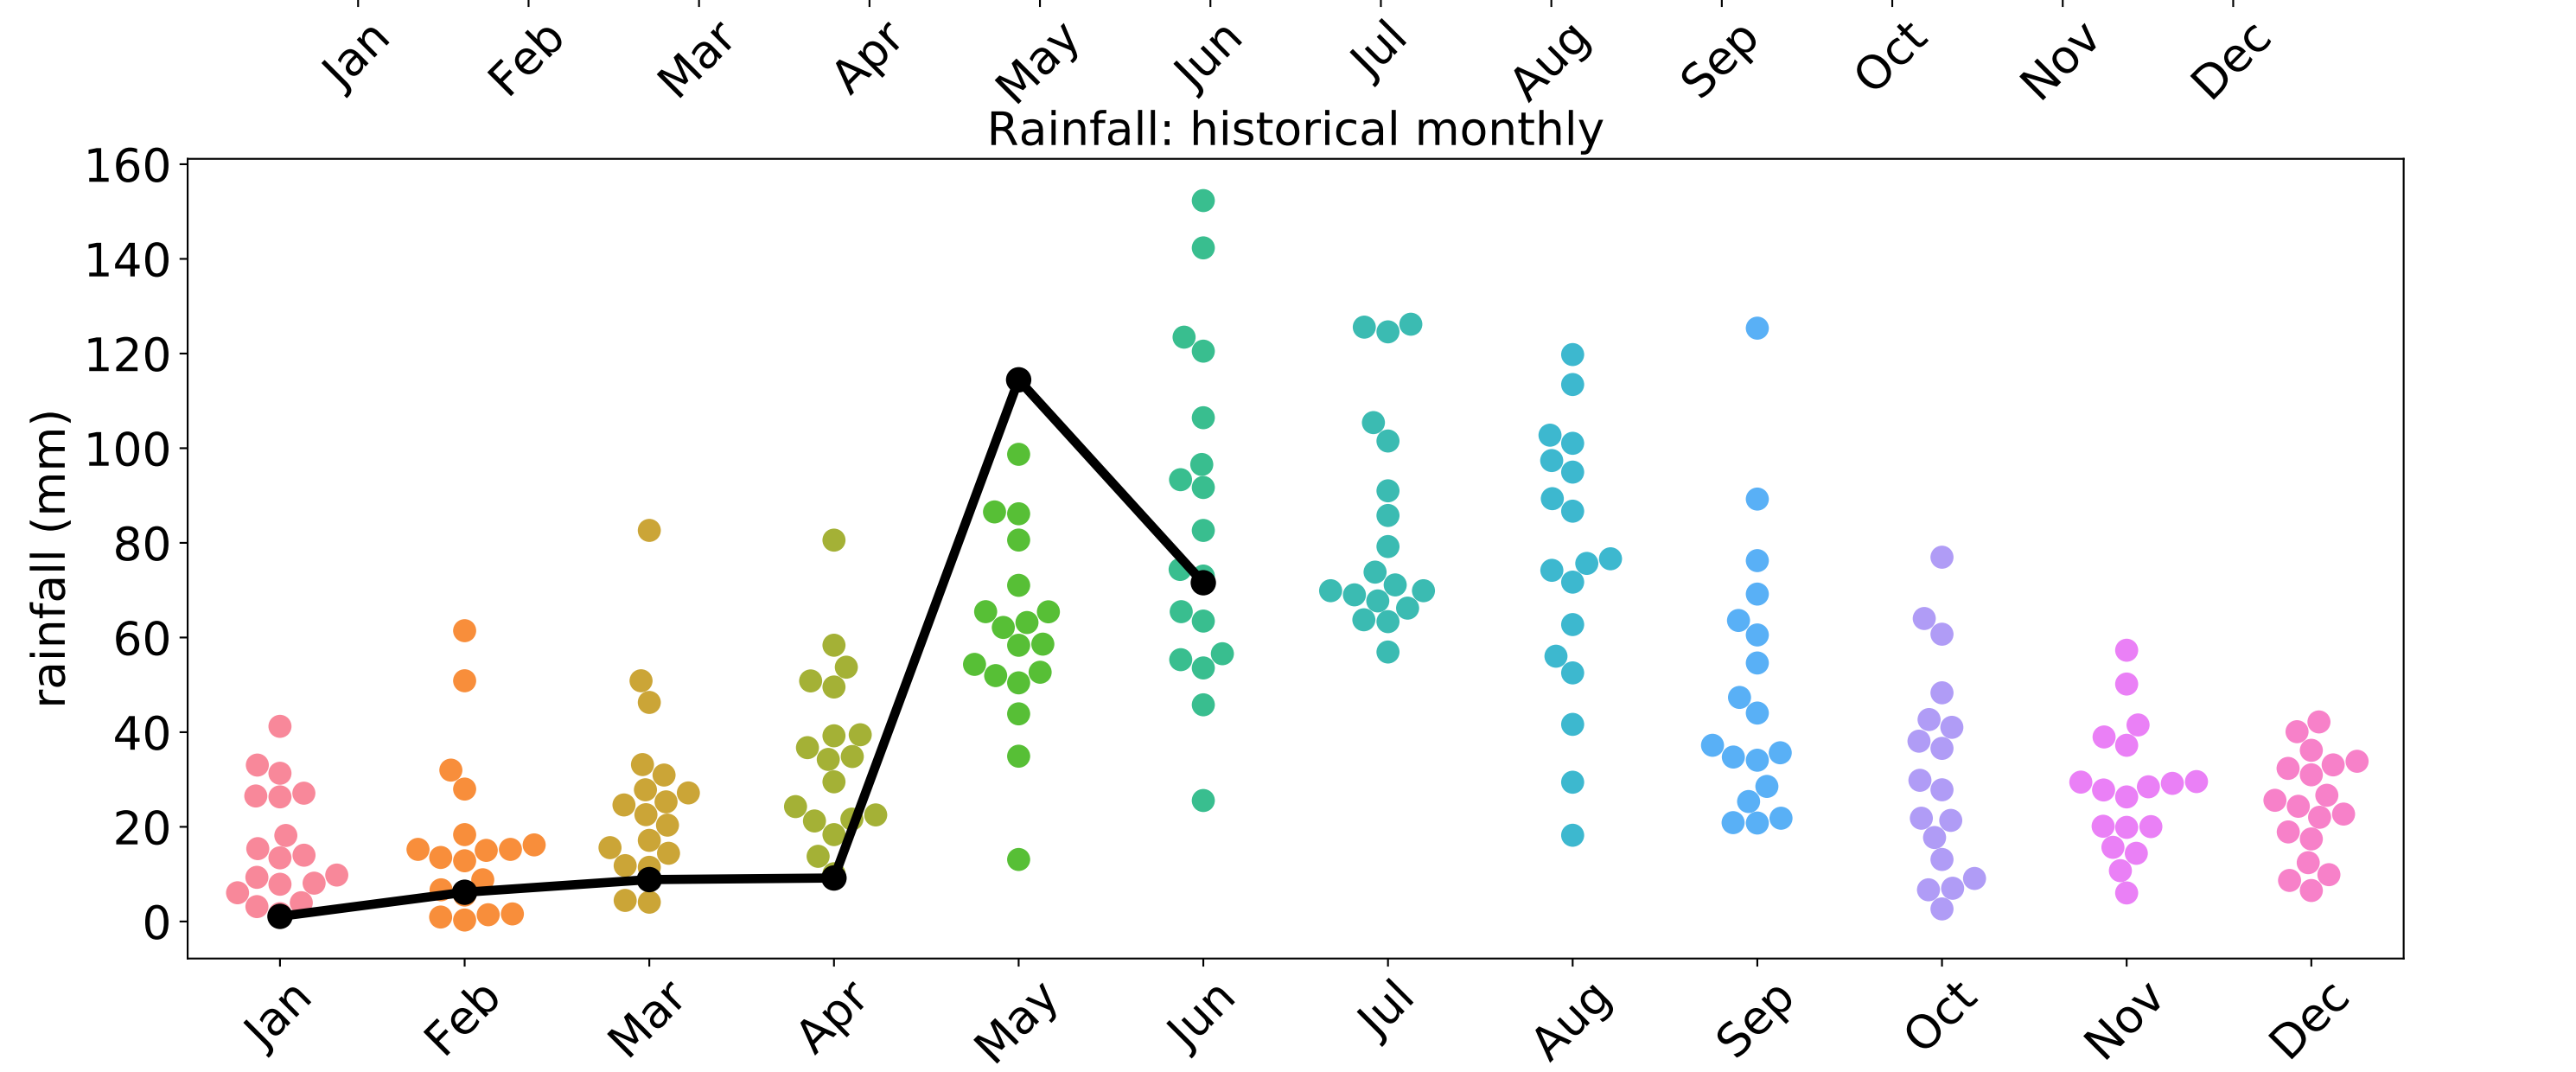 Jan Feb Mar Apr May Jun Jul Aug Sep Oct Nov Dec
Rainfall: historical monthly
160
140
120
100
80
60
40
20
0
rainfall (mm)
Jan Feb Mar Apr May Jun Jul Aug Sep Oct Nov Dec